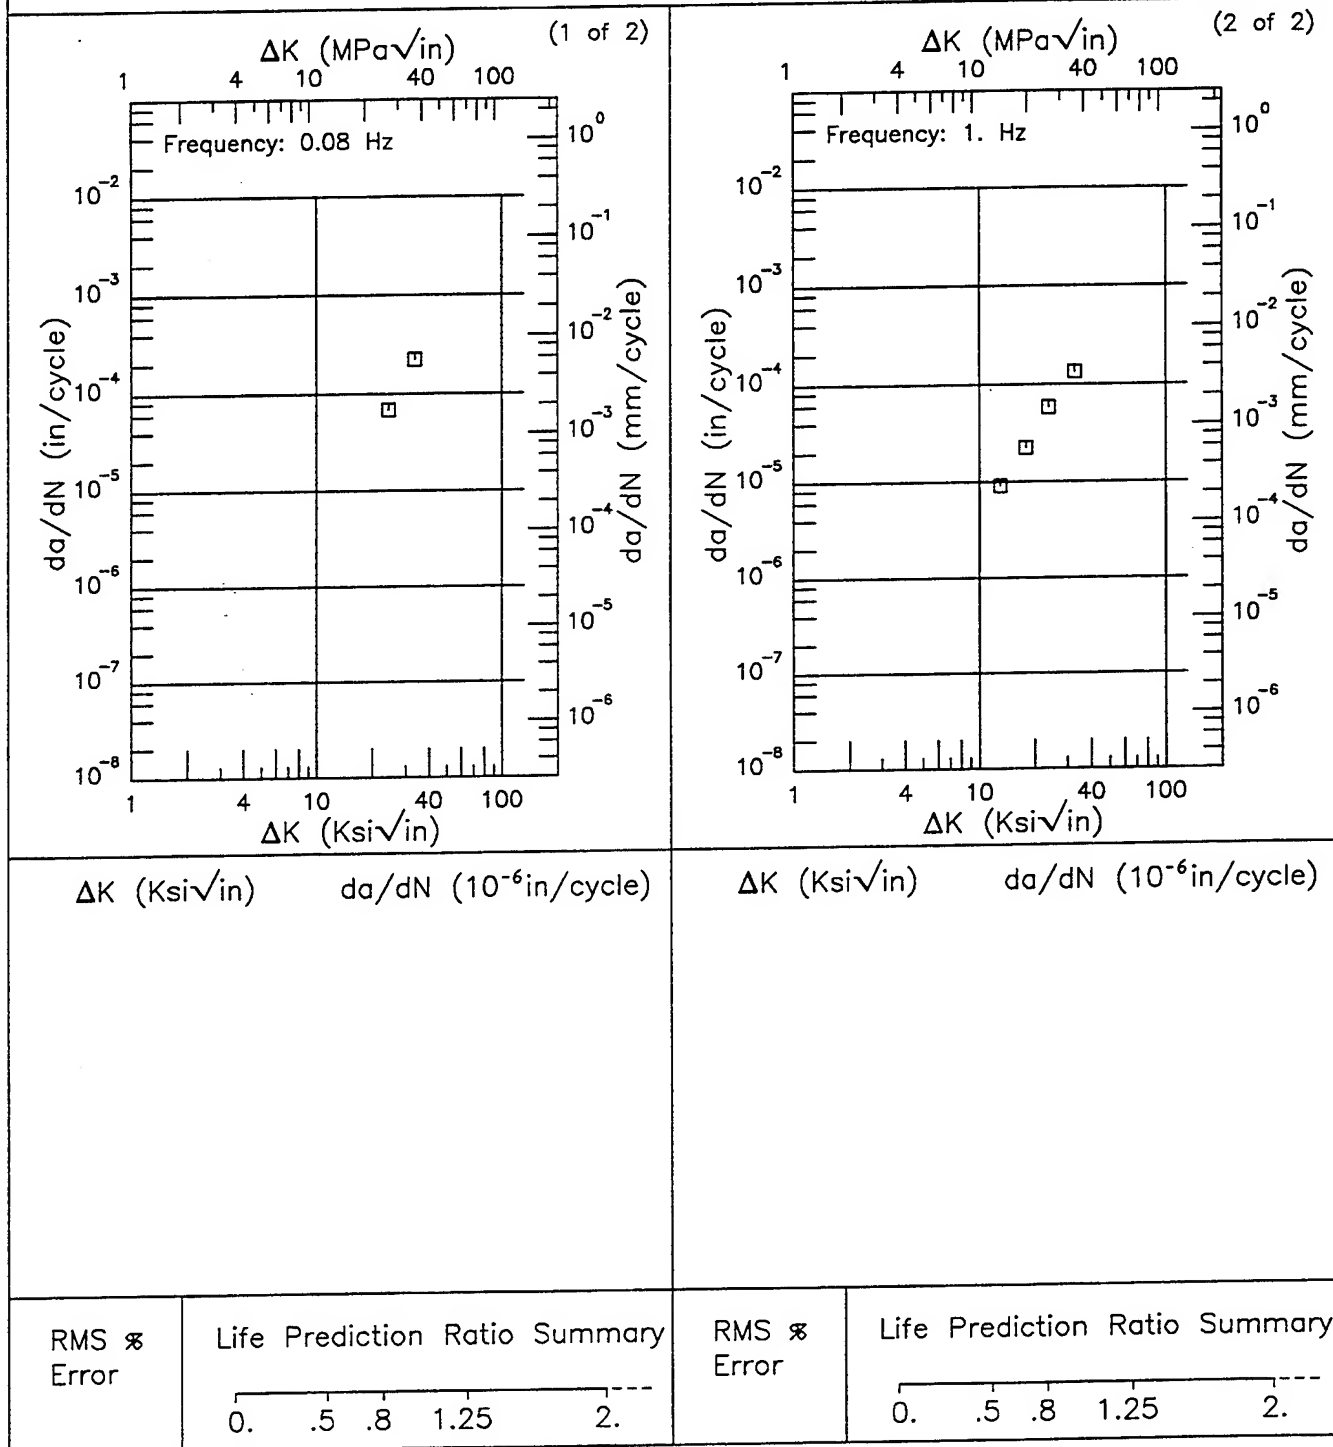 (1 of 2)
ΔK (MPa√in)
1 4 10 40 100
Frequency: 0.08 Hz
10⁰
10⁻¹
10⁻²
10⁻³
10⁻⁴
10⁻⁵
10⁻⁶
da/dN (mm/cycle)
10⁻²
10⁻³
10⁻⁴
10⁻⁵
10⁻⁶
10⁻⁷
10⁻⁸
da/dN (in/cycle)
1 4 10 40 100
ΔK (Ksi√in)
ΔK (Ksi√in) da/dN (10⁻⁶in/cycle)
RMS %
Error
Life Prediction Ratio Summary
0. .5 .8 1.25 2.
(2 of 2)
ΔK (MPa√in)
1 4 10 40 100
Frequency: 1. Hz
10⁰
10⁻¹
10⁻²
10⁻³
10⁻⁴
10⁻⁵
10⁻⁶
da/dN (mm/cycle)
10⁻²
10⁻³
10⁻⁴
10⁻⁵
10⁻⁶
10⁻⁷
10⁻⁸
da/dN (in/cycle)
1 4 10 40 100
ΔK (Ksi√in)
ΔK (Ksi√in) da/dN (10⁻⁶in/cycle)
RMS %
Error
Life Prediction Ratio Summary
0. .5 .8 1.25 2.